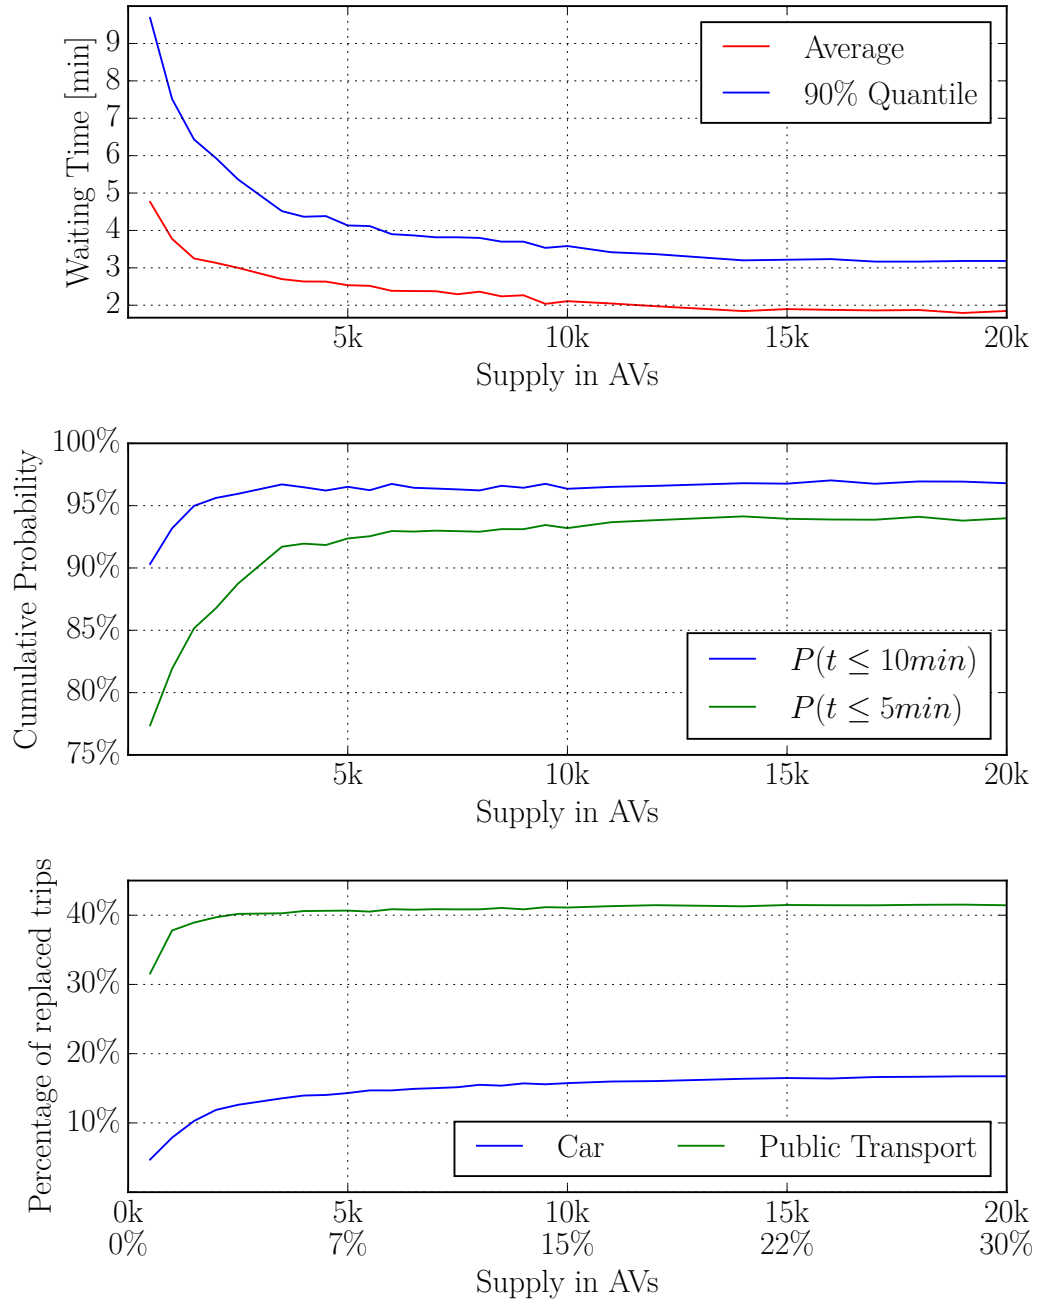 Waiting Time [min]
9
8
7
6
5
4
3
2
Average
90% Quantile
5k 10k 15k 20k
Supply in AVs
Cumulative Probability
100%
95%
90%
85%
80%
75%
P(t ≤ 10min)
P(t ≤ 5min)
5k 10k 15k 20k
Supply in AVs
Percentage of replaced trips
40%
30%
20%
10%
Car Public Transport
0k 5k 10k 15k 20k
0% 7% 15% 22% 30%
Supply in AVs